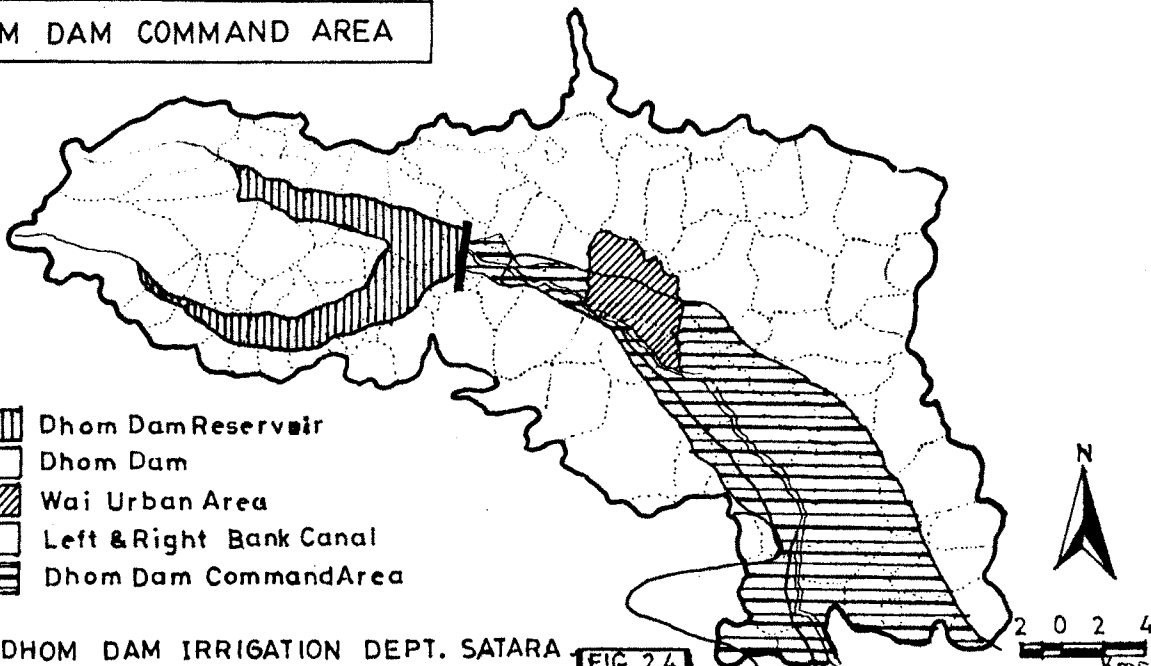 M DAM COMMAND AREA
Dhom Dam Reservoir
Dhom Dam
Wai Urban Area
Left & Right Bank Canal
Dhom Dam Command Area
N
2 0 2 4
Kms
DHOM DAM IRRIGATION DEPT. SATARA.
FIG. 2.4